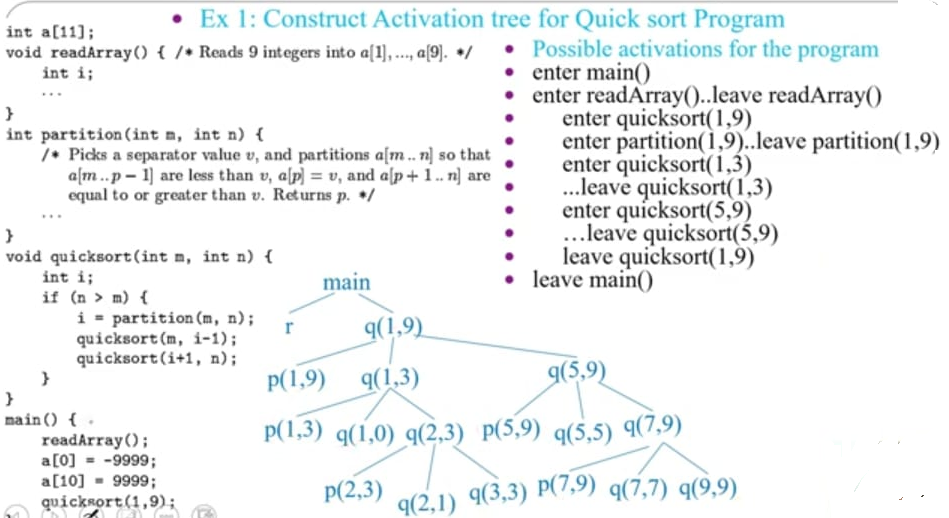 • Ex 1: Construct Activation tree for Quick sort Program
int a[11];
void readArray() { /* Reads 9 integers into a[1], ..., a[9]. */
int i;
...
}
int partition(int m, int n) {
/* Picks a separator value v, and partitions a[m .. n] so that
a[m .. p − 1] are less than v, a[p] = v, and a[p + 1 .. n] are
equal to or greater than v. Returns p. */
...
}
void quicksort(int m, int n) {
int i;
if (n > m) {
i = partition(m, n);
quicksort(m, i-1);
quicksort(i+1, n);
}
}
main() {
readArray();
a[0] = -9999;
a[10] = 9999;
quicksort(1,9);
• Possible activations for the program
• enter main()
• enter readArray()..leave readArray()
• enter quicksort(1,9)
• enter partition(1,9)..leave partition(1,9)
• enter quicksort(1,3)
• ...leave quicksort(1,3)
• enter quicksort(5,9)
• ...leave quicksort(5,9)
• leave quicksort(1,9)
• leave main()
main
r q(1,9)
p(1,9) q(1,3) q(5,9)
p(1,3) q(1,0) q(2,3) p(5,9) q(5,5) q(7,9)
p(2,3) q(2,1) q(3,3) p(7,9) q(7,7) q(9,9)